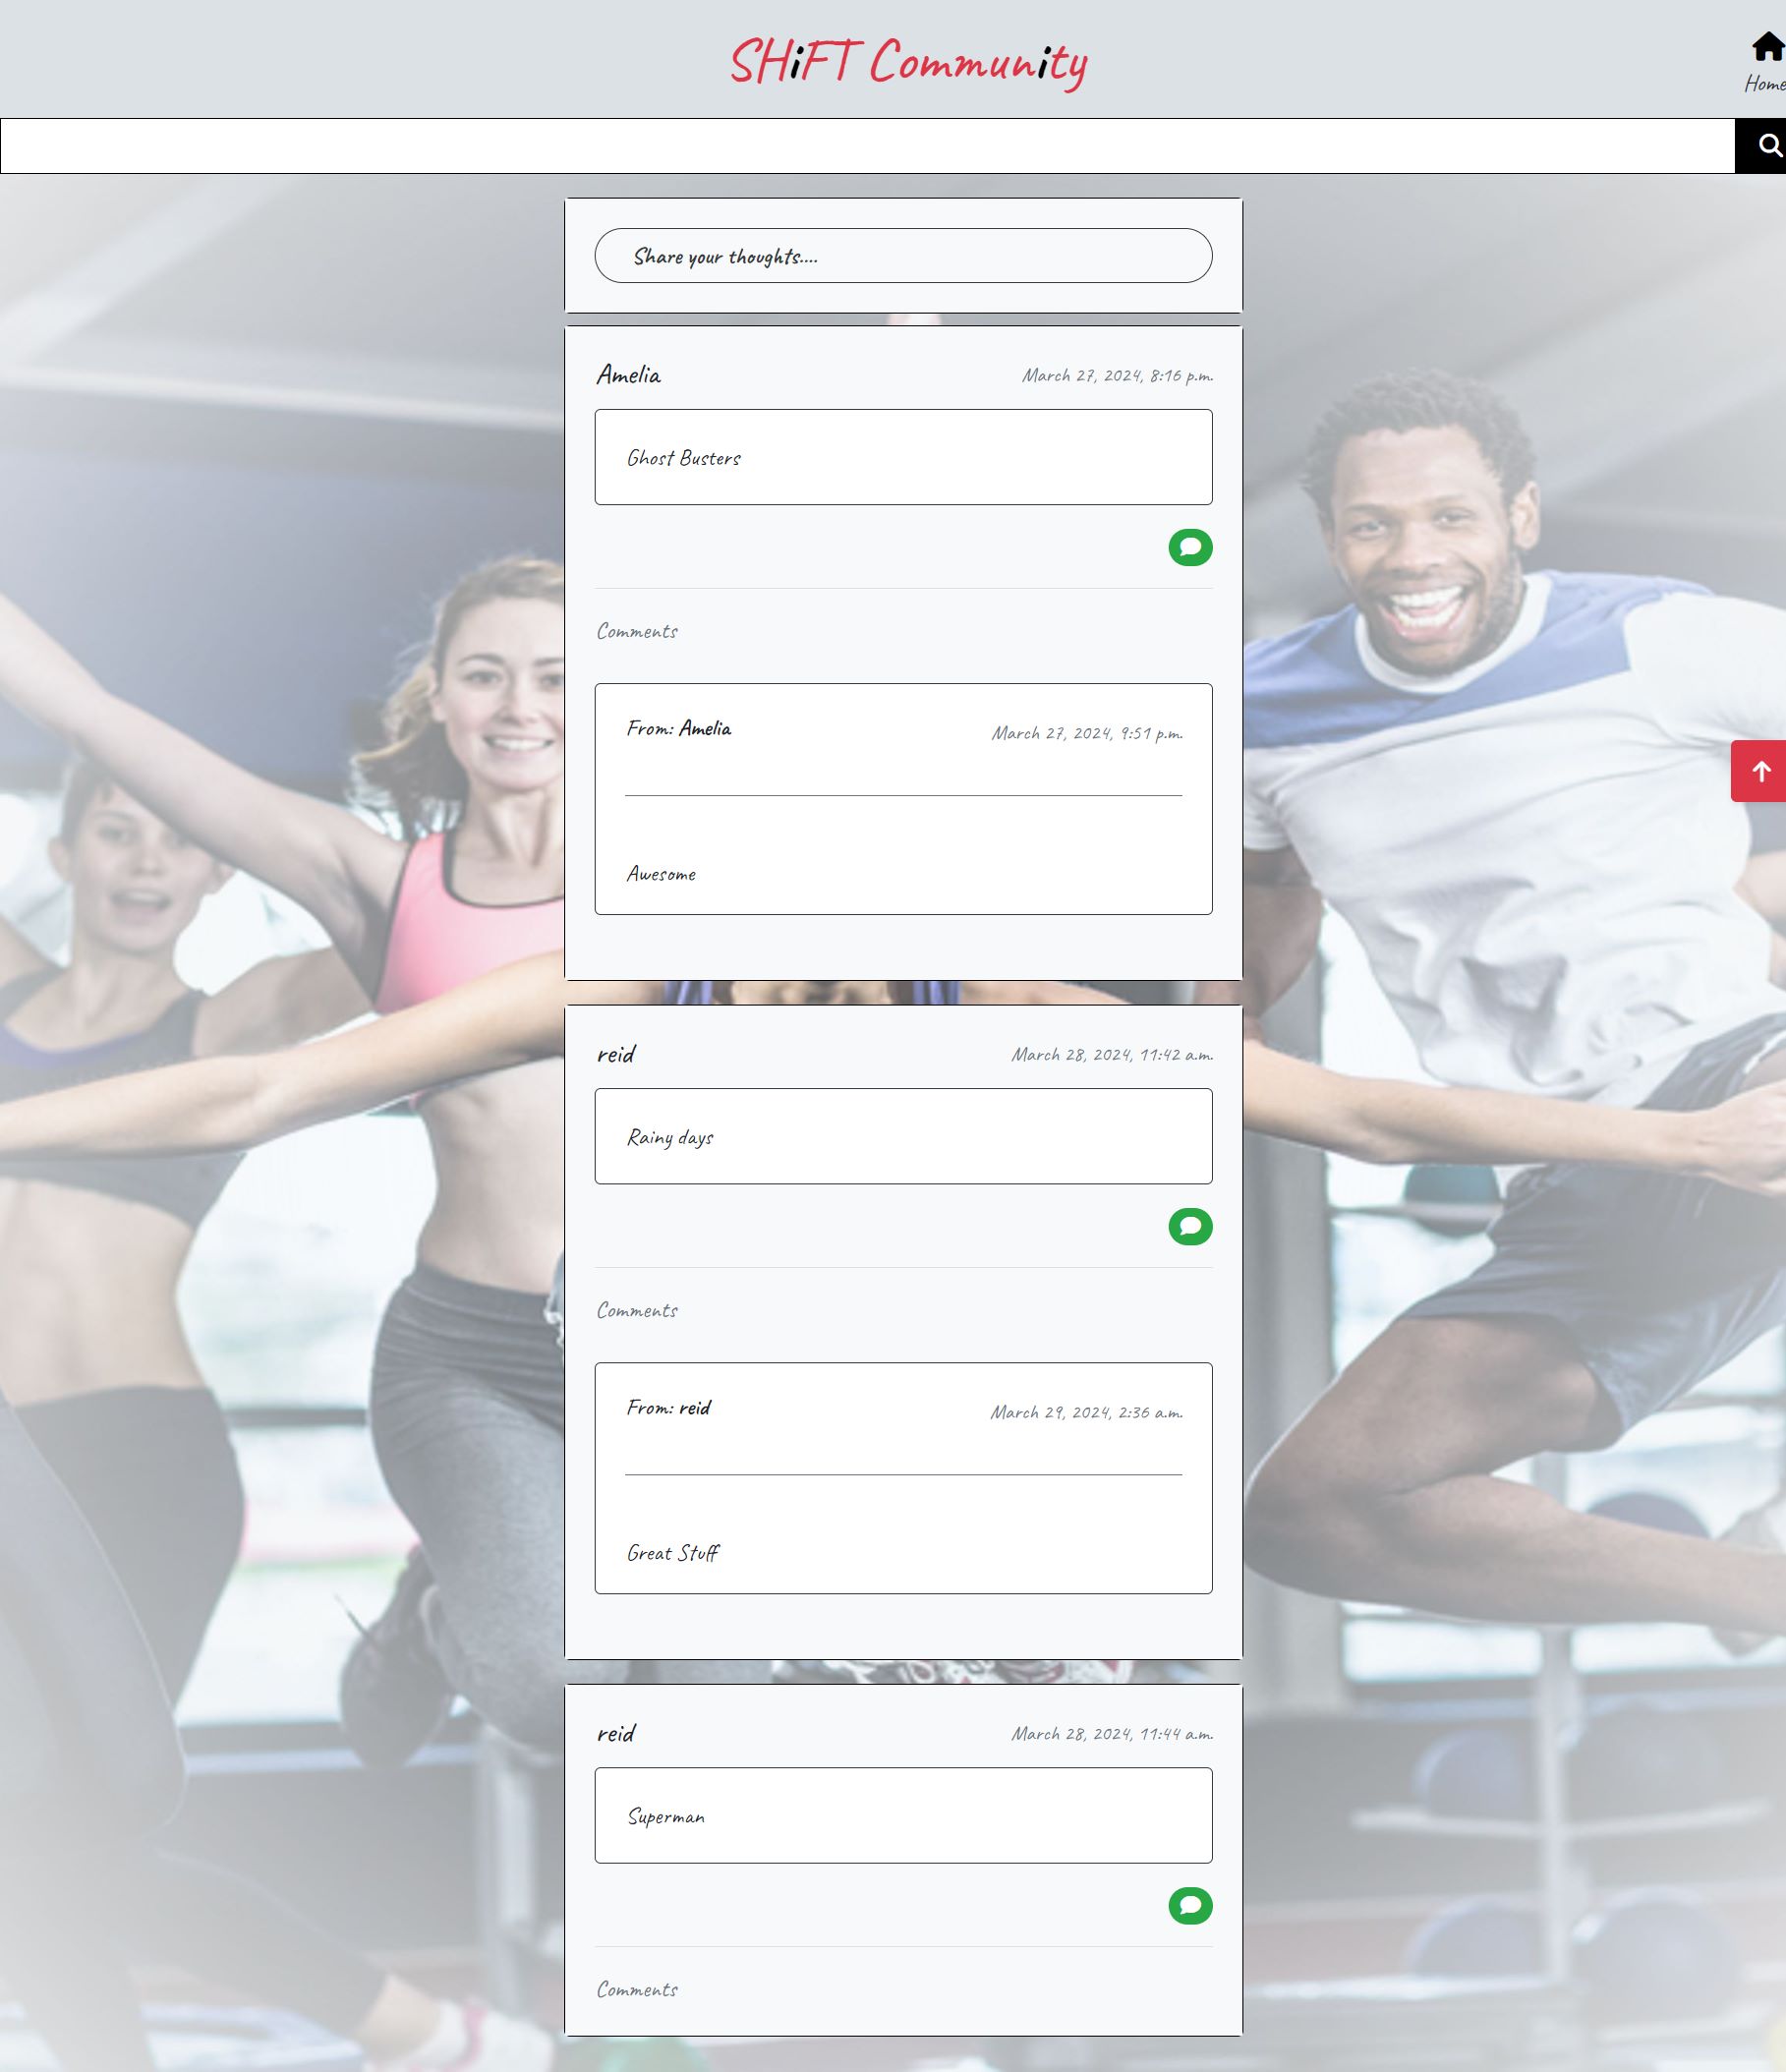 SHiFT Community
Home
Share your thoughts....
Amelia
March 27, 2024, 8:16 p.m.
Ghost Busters
Comments
From: Amelia
March 27, 2024, 9:51 p.m.
Awesome
reid
March 28, 2024, 11:42 a.m.
Rainy days
Comments
From: reid
March 29, 2024, 2:36 a.m.
Great Stuff
reid
March 28, 2024, 11:44 a.m.
Superman
Comments